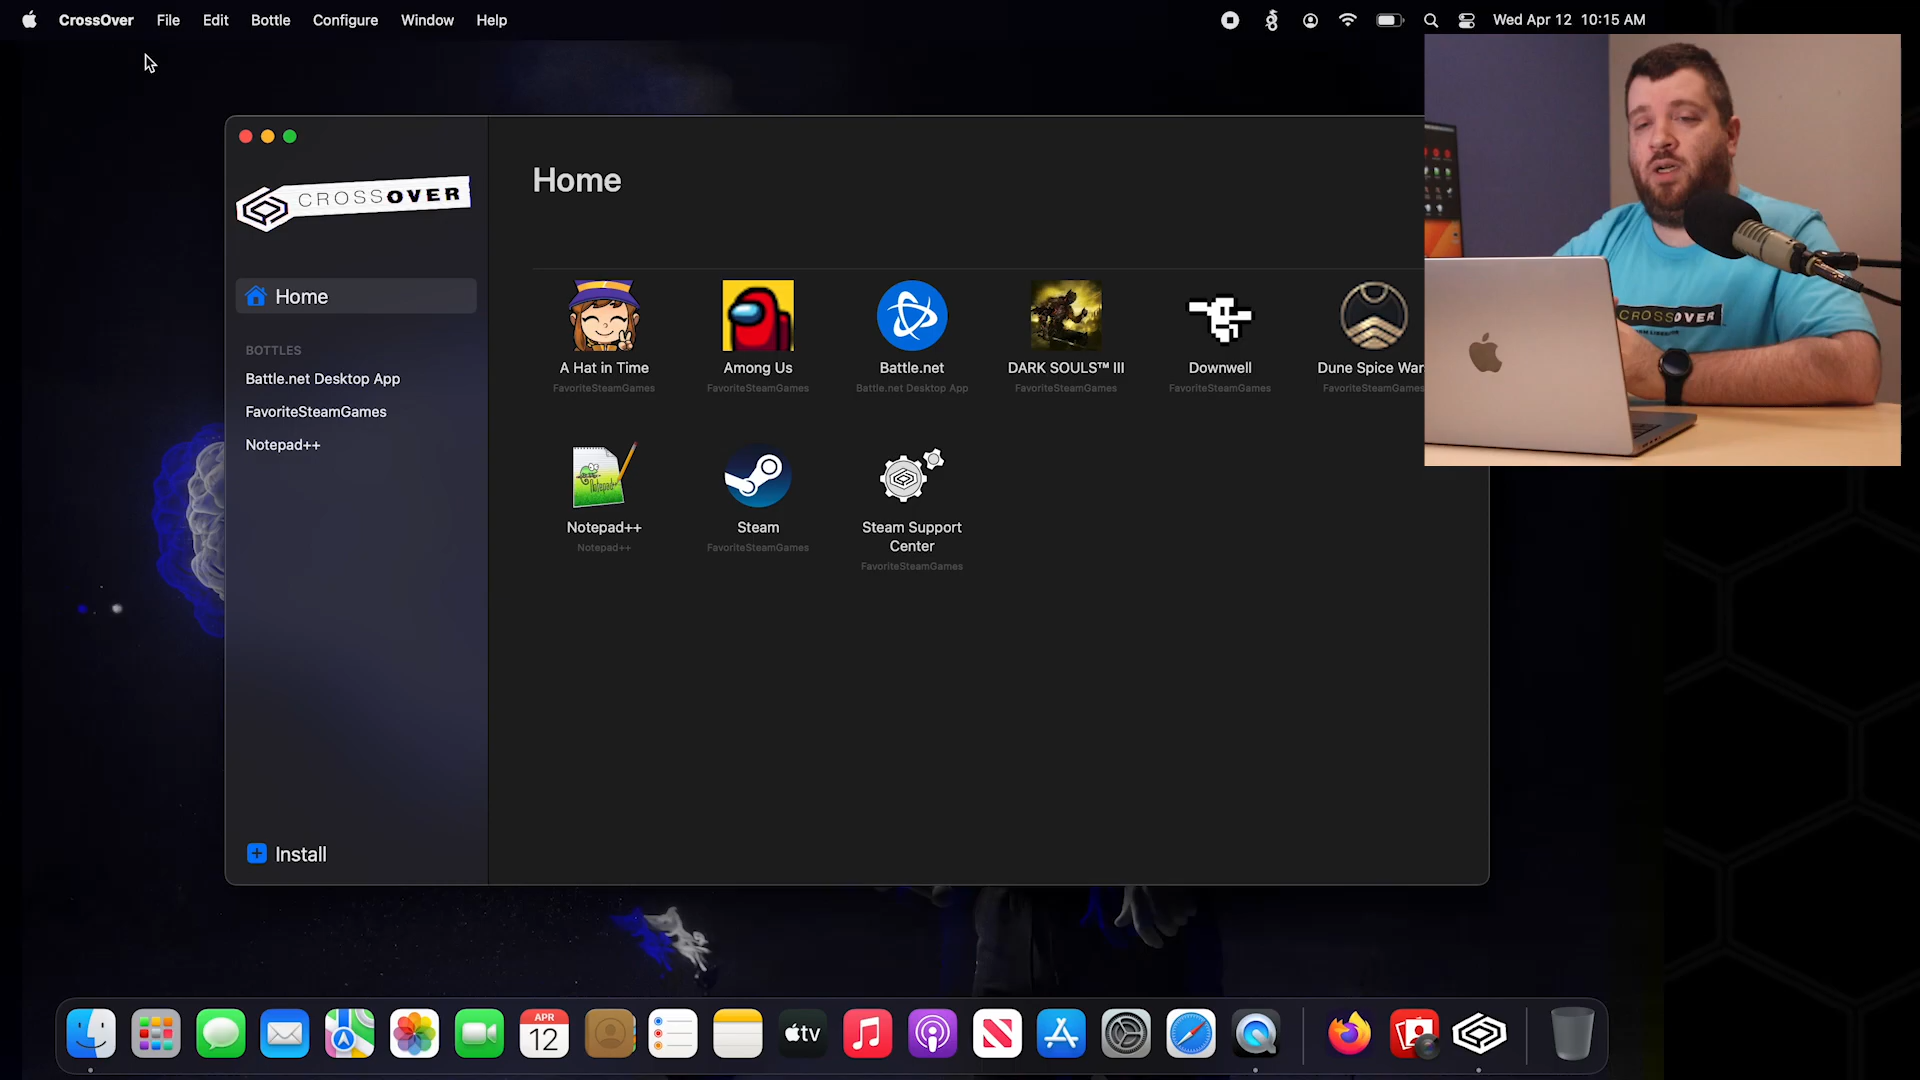 CrossOver File Edit Bottle Configure Window Help
Wed Apr 12 10:15 AM
CROSSOVER
Home
BOTTLES
Battle.net Desktop App
FavoriteSteamGames
Notepad++
Install
Home
A Hat in Time
FavoriteSteamGames
Among Us
FavoriteSteamGames
Battle.net
Battle.net Desktop App
DARK SOULS™ III
FavoriteSteamGames
Downwell
FavoriteSteamGames
Dune Spice War
FavoriteSteamGames
Notepad++
Notepad++
Steam
FavoriteSteamGames
Steam Support
Center
FavoriteSteamGames
CROSSOVER
APR
12
tv